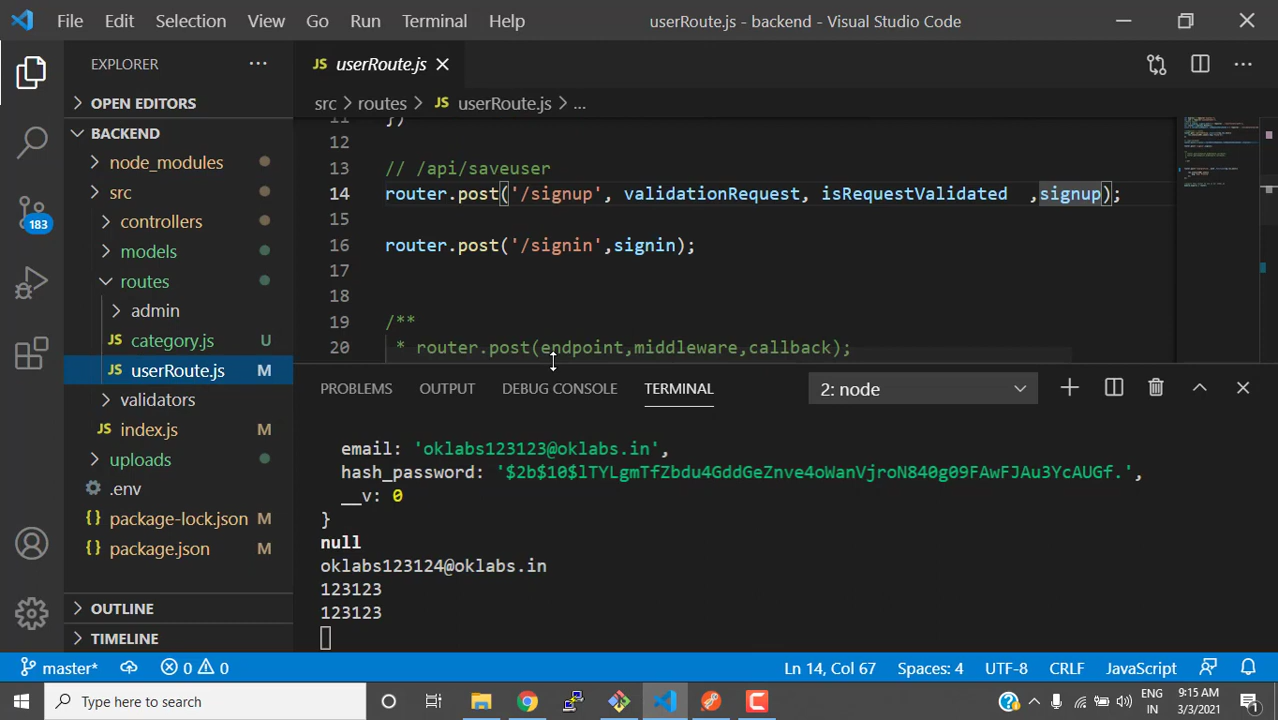 File Edit Selection View Go Run Terminal Help userRoute.js - backend - Visual Studio Code
EXPLORER
OPEN EDITORS
BACKEND
node_modules
src
controllers
models
routes
admin
JS category.js U
JS userRoute.js M
validators
JS index.js M
uploads
.env
{} package-lock.json M
{} package.json M
OUTLINE
TIMELINE
183
JS userRoute.js
src > routes > JS userRoute.js > ...
11 })
12
13 // /api/saveuser
14 router.post('/signup', validationRequest, isRequestValidated ,signup);
15
16 router.post('/signin',signin);
17
18
19 /**
20 * router.post(endpoint,middleware,callback);
PROBLEMS OUTPUT DEBUG CONSOLE TERMINAL 2: node
email: 'oklabs123123@oklabs.in',
hash_password: '$2b$10$lTYLgmTfZbdu4GddGeZnve4oWanVjroN840g09FAwFJAu3YcAUGf.',
__v: 0
}
null
oklabs123124@oklabs.in
123123
123123
master* 0 0 Ln 14, Col 67 Spaces: 4 UTF-8 CRLF JavaScript
Type here to search
ENG
IN
9:15 AM
3/3/2021
1